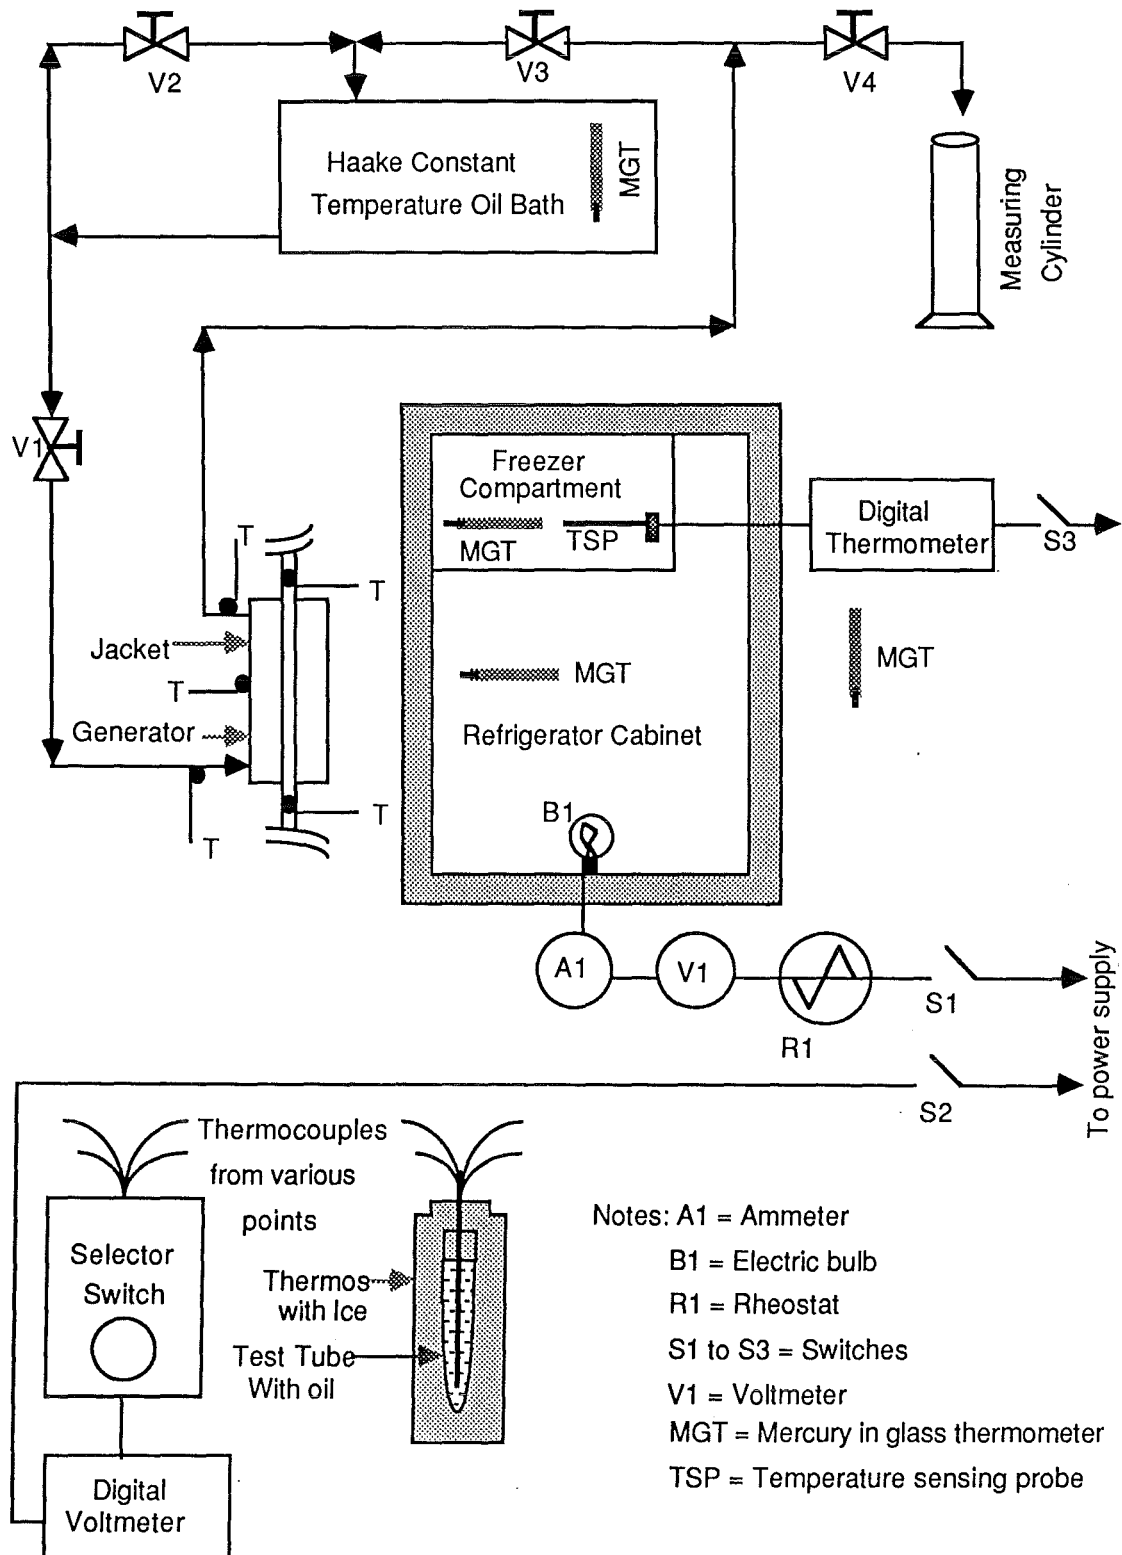 V2
V3
V4
Haake Constant
Temperature Oil Bath
MGT
Measuring
Cylinder
V1
Freezer
Compartment
MGT
TSP
Digital
Thermometer
S3
T
T
Jacket
T
Generator
T
T
MGT
MGT
Refrigerator Cabinet
B1
A1
V1
R1
S1
S2
To power supply
Thermocouples
from various
points
Selector
Switch
Thermos
with Ice
Test Tube
With oil
Digital
Voltmeter
Notes: A1 = Ammeter
B1 = Electric bulb
R1 = Rheostat
S1 to S3 = Switches
V1 = Voltmeter
MGT = Mercury in glass thermometer
TSP = Temperature sensing probe